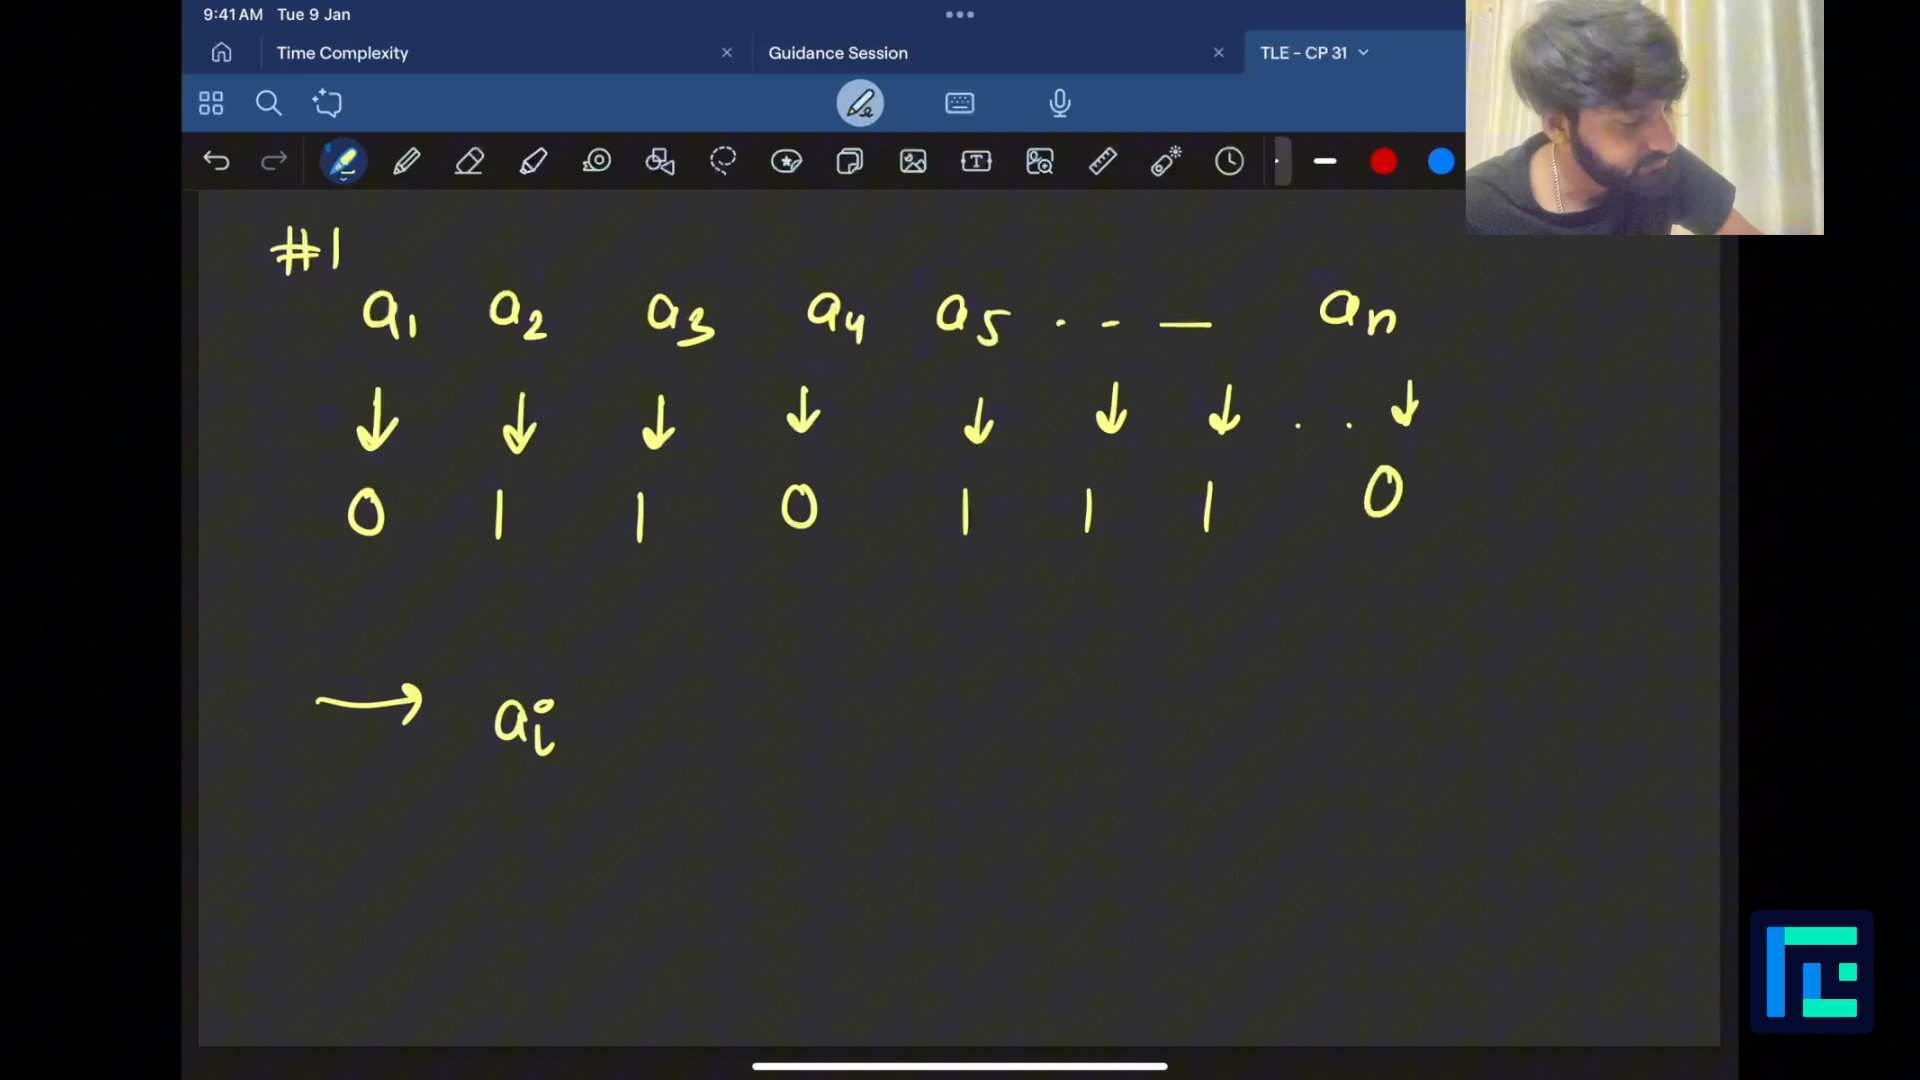 9:41 AM Tue 9 Jan
Time Complexity Guidance Session TLE - CP 31
#1
a1 a2 a3 a4 a5 . - — an
↓ ↓ ↓ ↓ ↓ ↓ ↓ . . ↓
0 1 1 0 1 1 1 0
→ ai